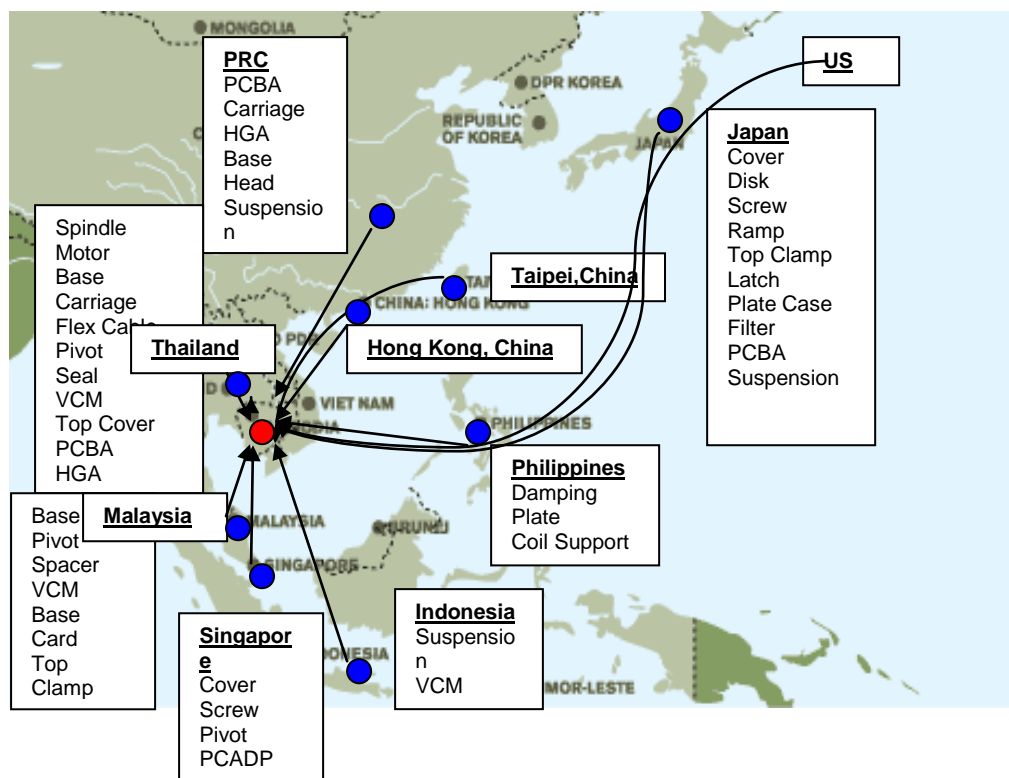 MONGOLIA
PRC
PCBA
Carriage
HGA
Base
Head
Suspensio
n
US
DPR KOREA
REPUBLIC
OF KOREA
JAPAN
Japan
Cover
Disk
Screw
Ramp
Top Clamp
Latch
Plate Case
Filter
PCBA
Suspension
Spindle
Motor
Base
Carriage
Flex Cable
Pivot
Seal
VCM
Top Cover
PCBA
HGA
Taipei,China
CHINA: HONG KONG
Thailand
PDR
Hong Kong, China
VIET NAM
PHILIPPINES
Philippines
Damping
Plate
Coil Support
Base
Pivot
Spacer
VCM
Base
Card
Top
Clamp
Malaysia
MALAYSIA
BRUNEI
SINGAPORE
Singapor
e
Cover
Screw
Pivot
PCADP
Indonesia
Suspensio
n
VCM
DONESIA
MOR-LESTE